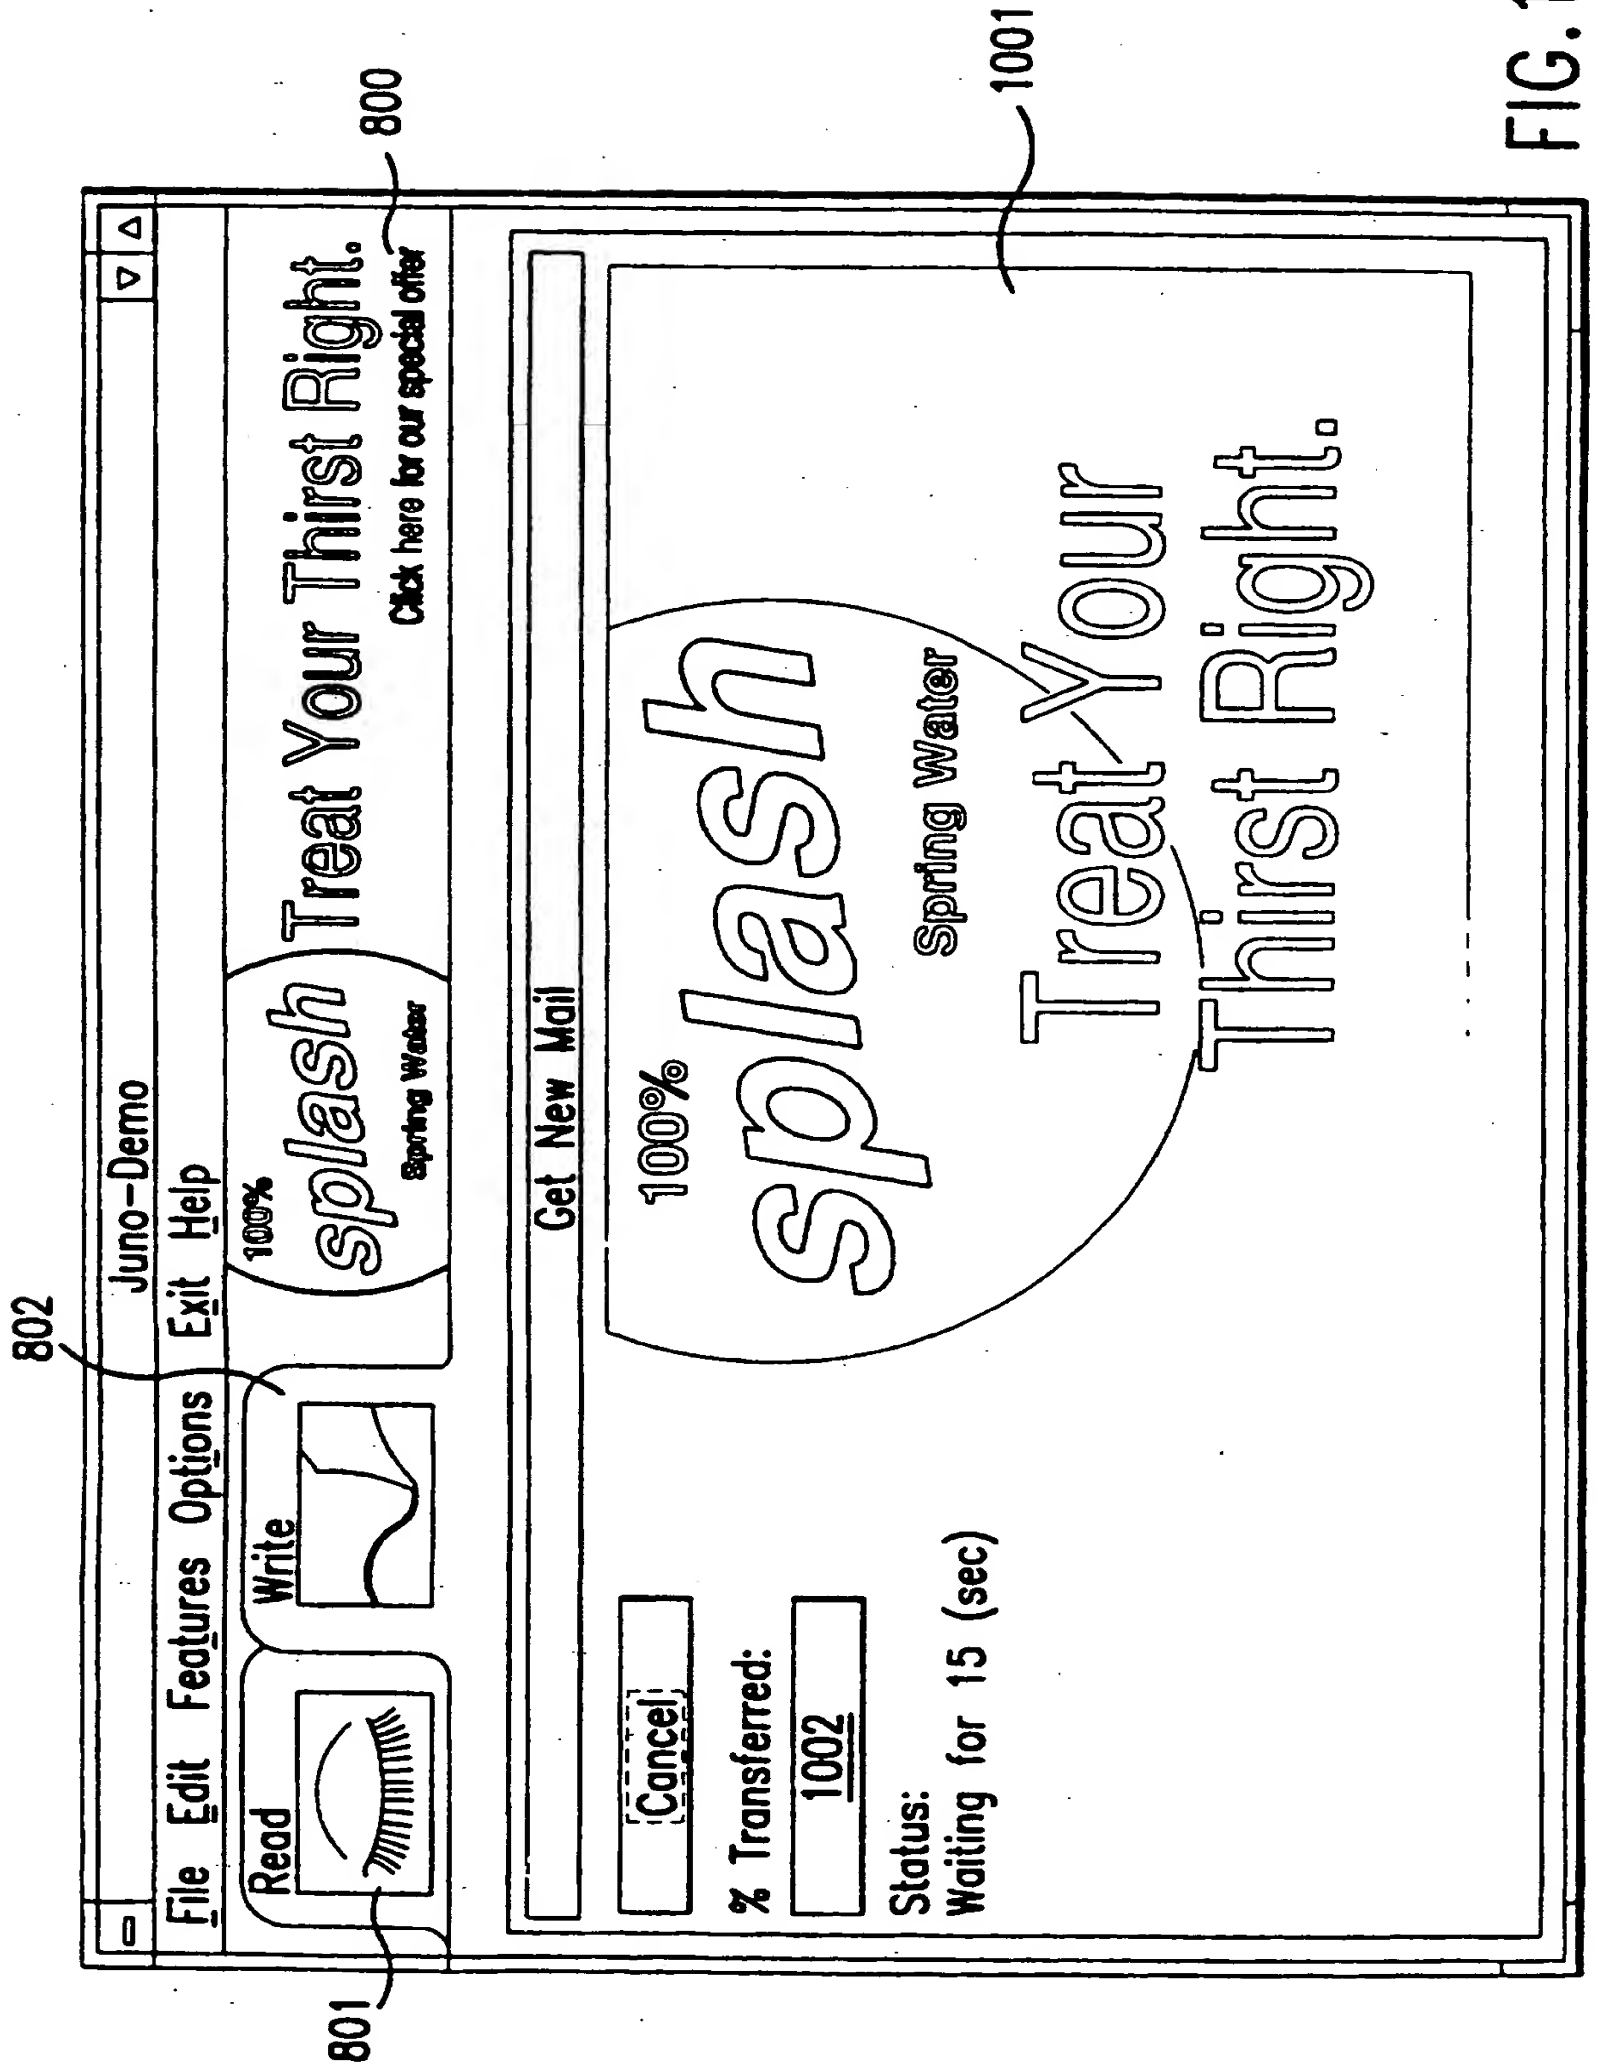 Juno-Demo
File Edit Features Options Exit Help
802
Read
Write
100%
splash
Spring Water
Treat Your Thirst Right.
Click here for our special offer
800
801
Get New Mail
Cancel
% Transferred:
1002
Status:
Waiting for 15 (sec)
100%
splash
Spring Water
Treat Your
Thirst Right.
1001
FIG.